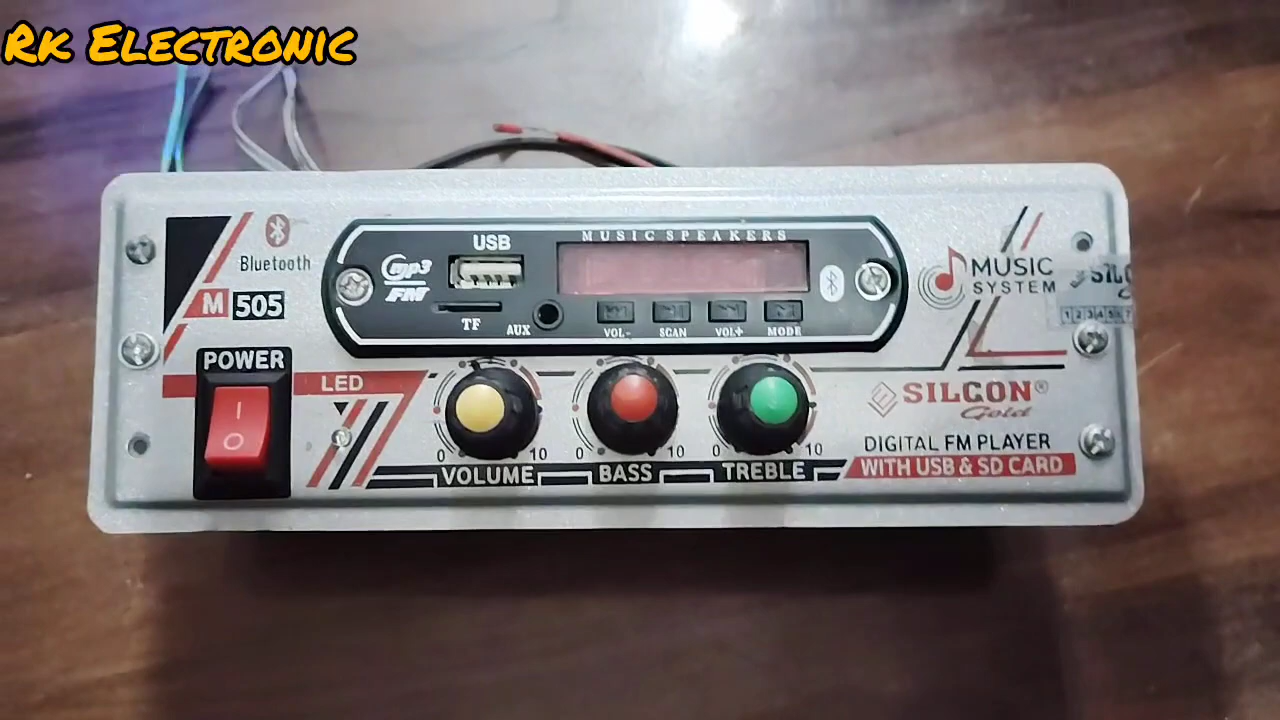 RK ELECTRONIC
Bluetooth
M 505
POWER
I
O
LED
USB
MUSIC SPEAKERS
mp3
FM
TF
AUX
VOL-
SCAN
VOL+
MODE
MUSIC
SYSTEM
0 10
VOLUME
0 10
BASS
0 10
TREBLE
SILCON®
Gold
DIGITAL FM PLAYER
WITH USB & SD CARD